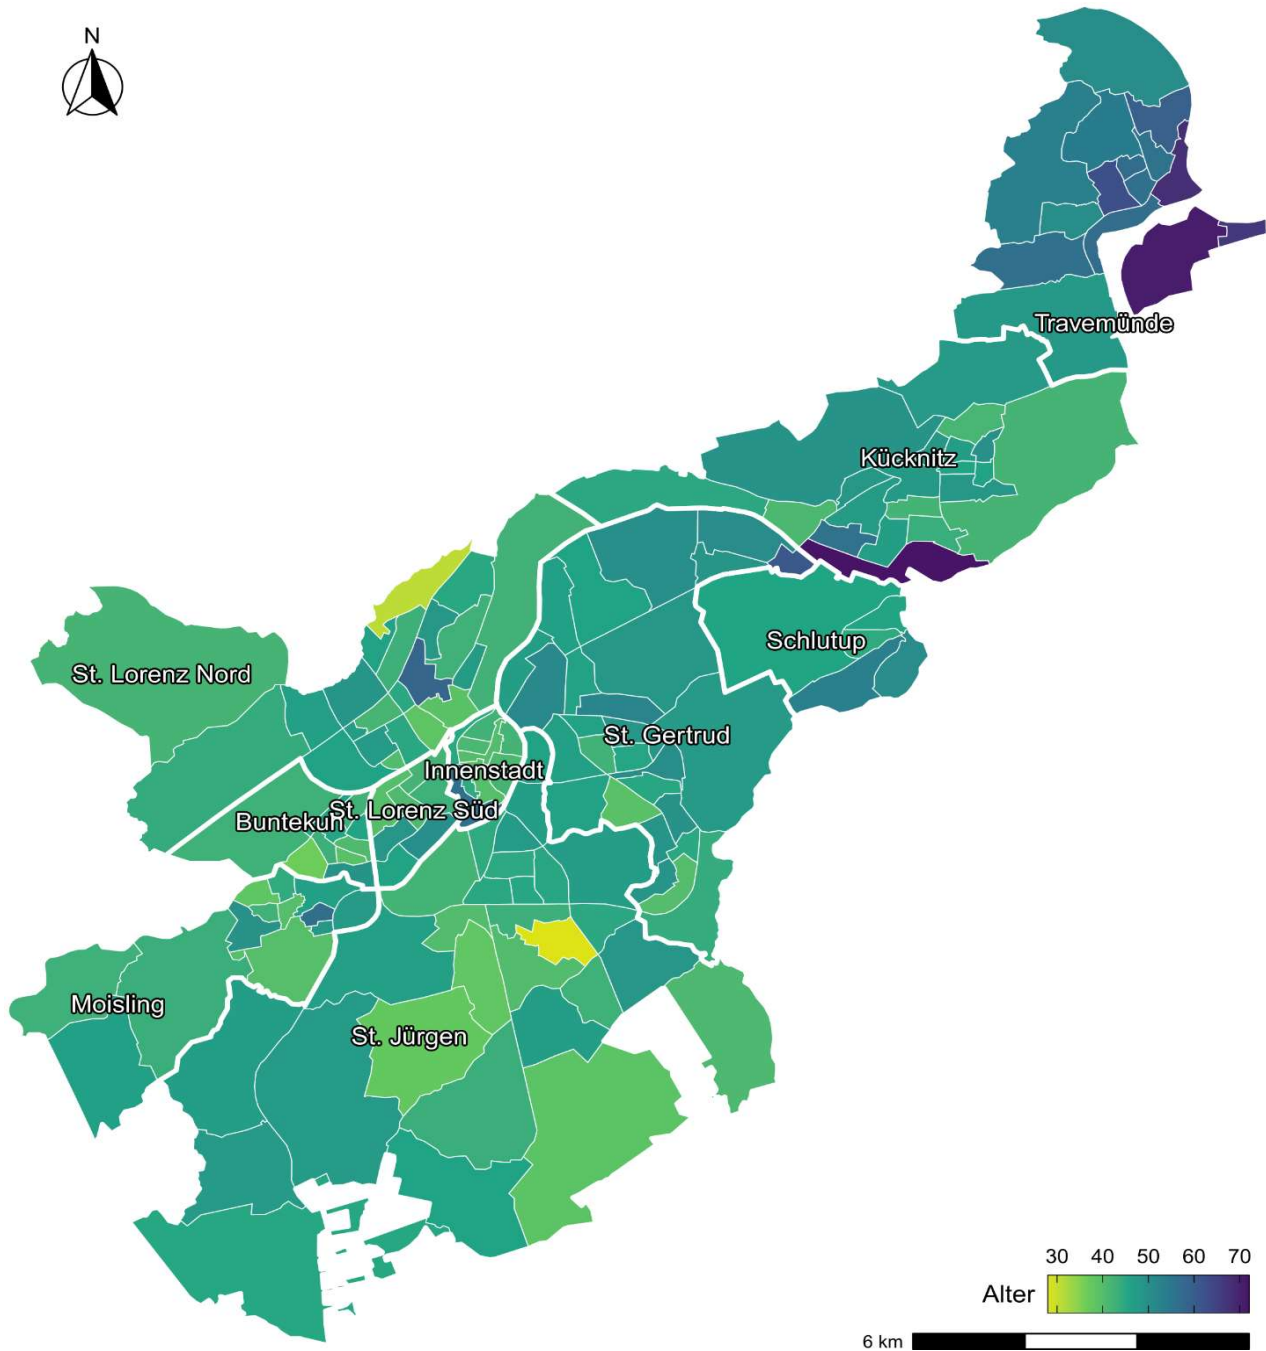 N
Travemünde
Kücknitz
Schlutup
St. Lorenz Nord
St. Gertrud
Innenstadt
St. Lorenz Süd
Buntekuh
Moisling
St. Jürgen
30 40 50 60 70
Alter
6 km